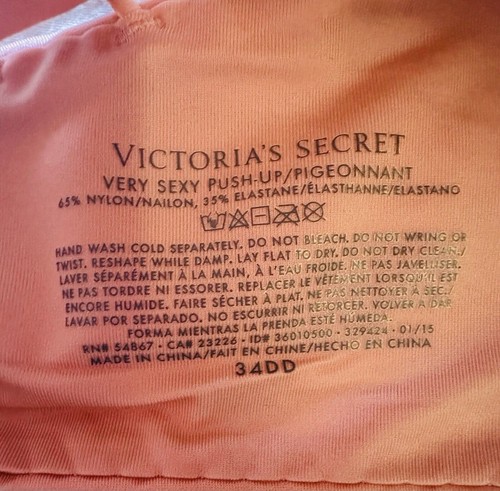 VICTORIA'S SECRET
VERY SEXY PUSH-UP/PIGEONNANT
65% NYLON/NAILON, 35% ELASTANE/ÉLASTHANNE/ELASTANO
HAND WASH COLD SEPARATELY. DO NOT BLEACH. DO NOT WRING OR
TWIST. RESHAPE WHILE DAMP. LAY FLAT TO DRY. DO NOT DRY CLEAN./
LAVER SÉPARÉMENT À LA MAIN, À L'EAU FROIDE. NE PAS JAVELLISER.
NE PAS TORDRE NI ESSORER. REPLACER LE VÊTEMENT LORSQU'IL EST
ENCORE HUMIDE. FAIRE SÉCHER À PLAT. NE PAS NETTOYER À SEC./
LAVAR POR SEPARADO. NO ESCURRIR NI RETORCER. VOLVER A DAR
FORMA MIENTRAS LA PRENDA ESTÉ HÚMEDA.
RN# 54867 · CA# 23226 · ID# 36010500 · 329424 · 01/15
MADE IN CHINA/FAIT EN CHINE/HECHO EN CHINA
34DD